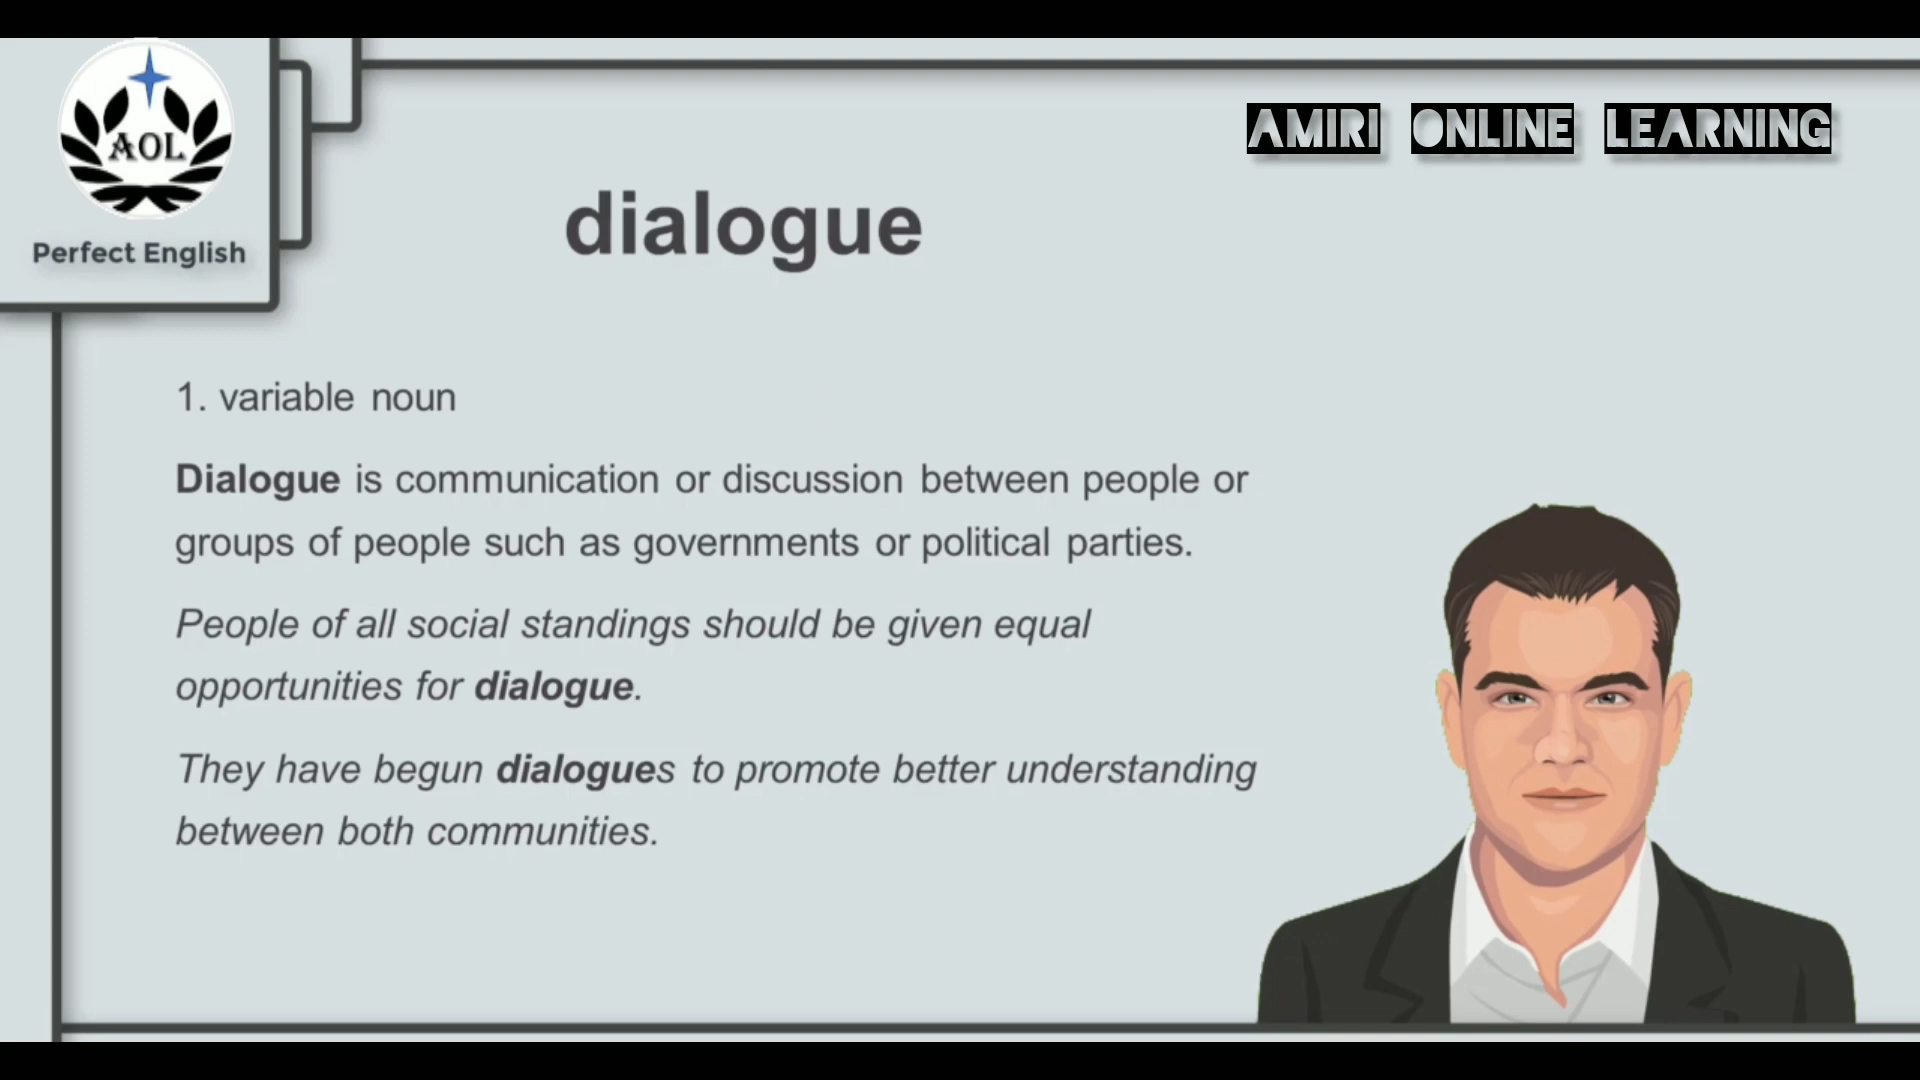 AOL
Perfect English
AMIRI ONLINE LEARNING
dialogue
1. variable noun
Dialogue is communication or discussion between people or
groups of people such as governments or political parties.
People of all social standings should be given equal
opportunities for dialogue.
They have begun dialogues to promote better understanding
between both communities.